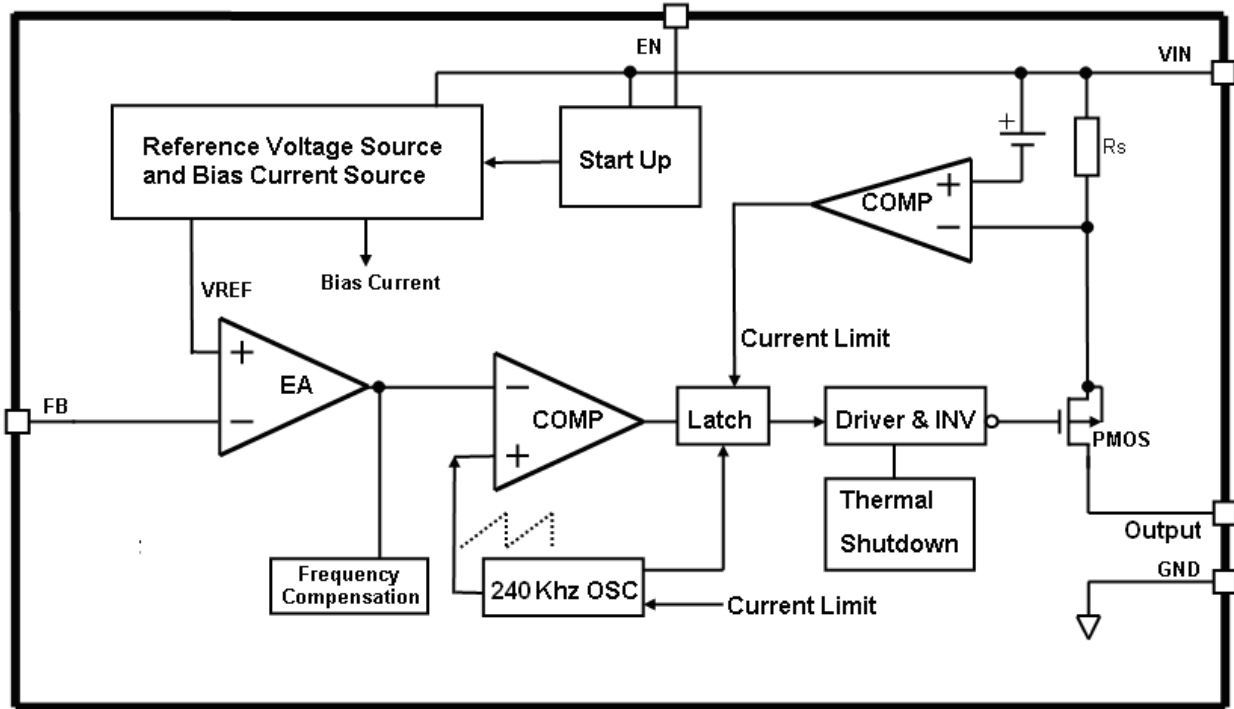 EN
VIN
Reference Voltage Source
and Bias Current Source
Start Up
+
Rs
COMP
+
−
Bias Current
VREF
Current Limit
EA
+
−
FB
COMP
−
+
Latch
Driver & INV
PMOS
Thermal
Shutdown
Output
GND
Frequency
Compensation
240 Khz OSC
Current Limit